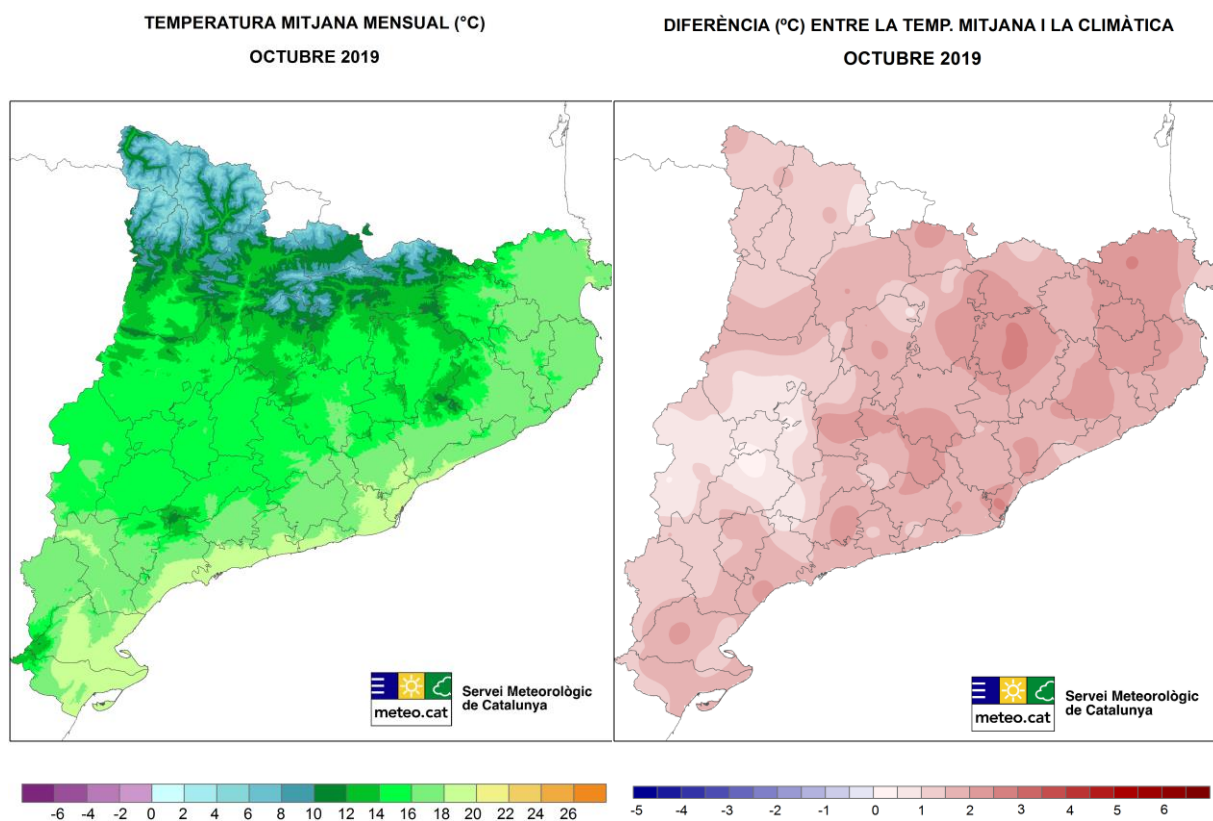 TEMPERATURA MITJANA MENSUAL (°C)
OCTUBRE 2019
DIFERÈNCIA (ºC) ENTRE LA TEMP. MITJANA I LA CLIMÀTICA
OCTUBRE 2019
meteo.cat
Servei Meteorològic
de Catalunya
meteo.cat
Servei Meteorològic
de Catalunya
-6 -4 -2 0 2 4 6 8 10 12 14 16 18 20 22 24 26
-5 -4 -3 -2 -1 0 1 2 3 4 5 6